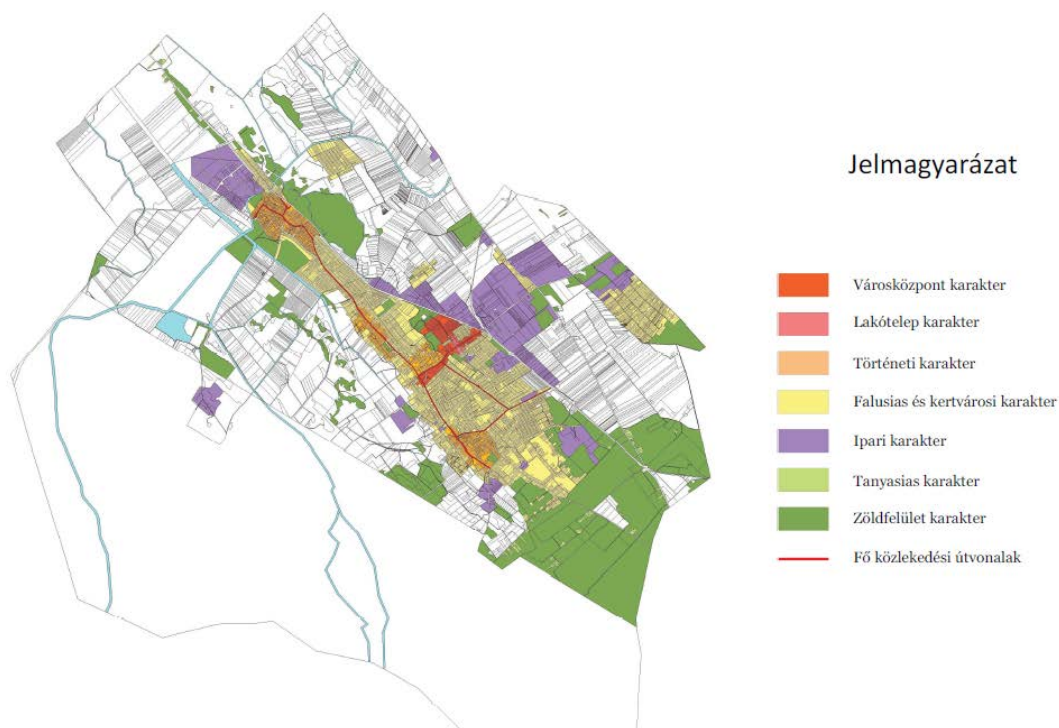 Jelmagyarázat
Városközpont karakter
Lakótelep karakter
Történeti karakter
Falusias és kertvárosi karakter
Ipari karakter
Tanyasias karakter
Zöldfelület karakter
Fő közlekedési útvonalak